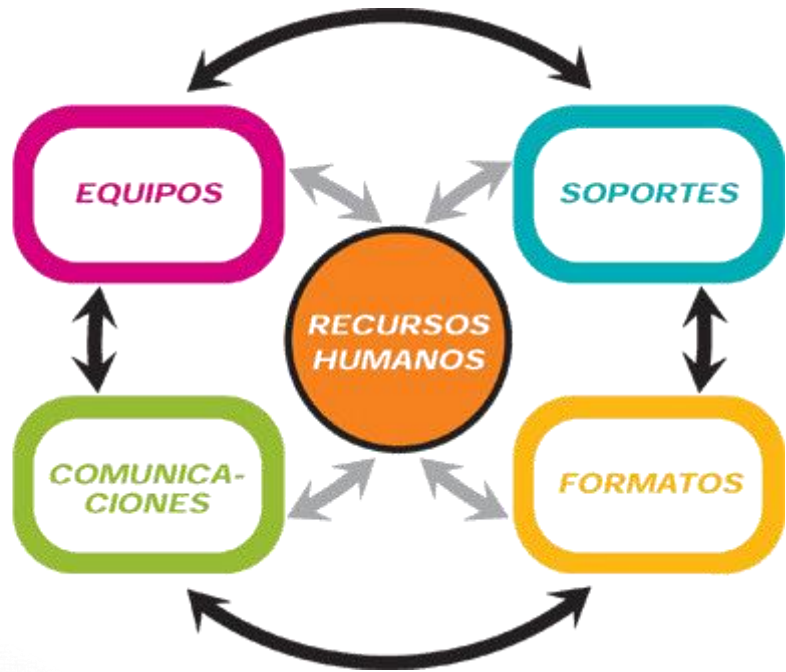 EQUIPOS
SOPORTES
RECURSOS
HUMANOS
COMUNICA-
CIONES
FORMATOS